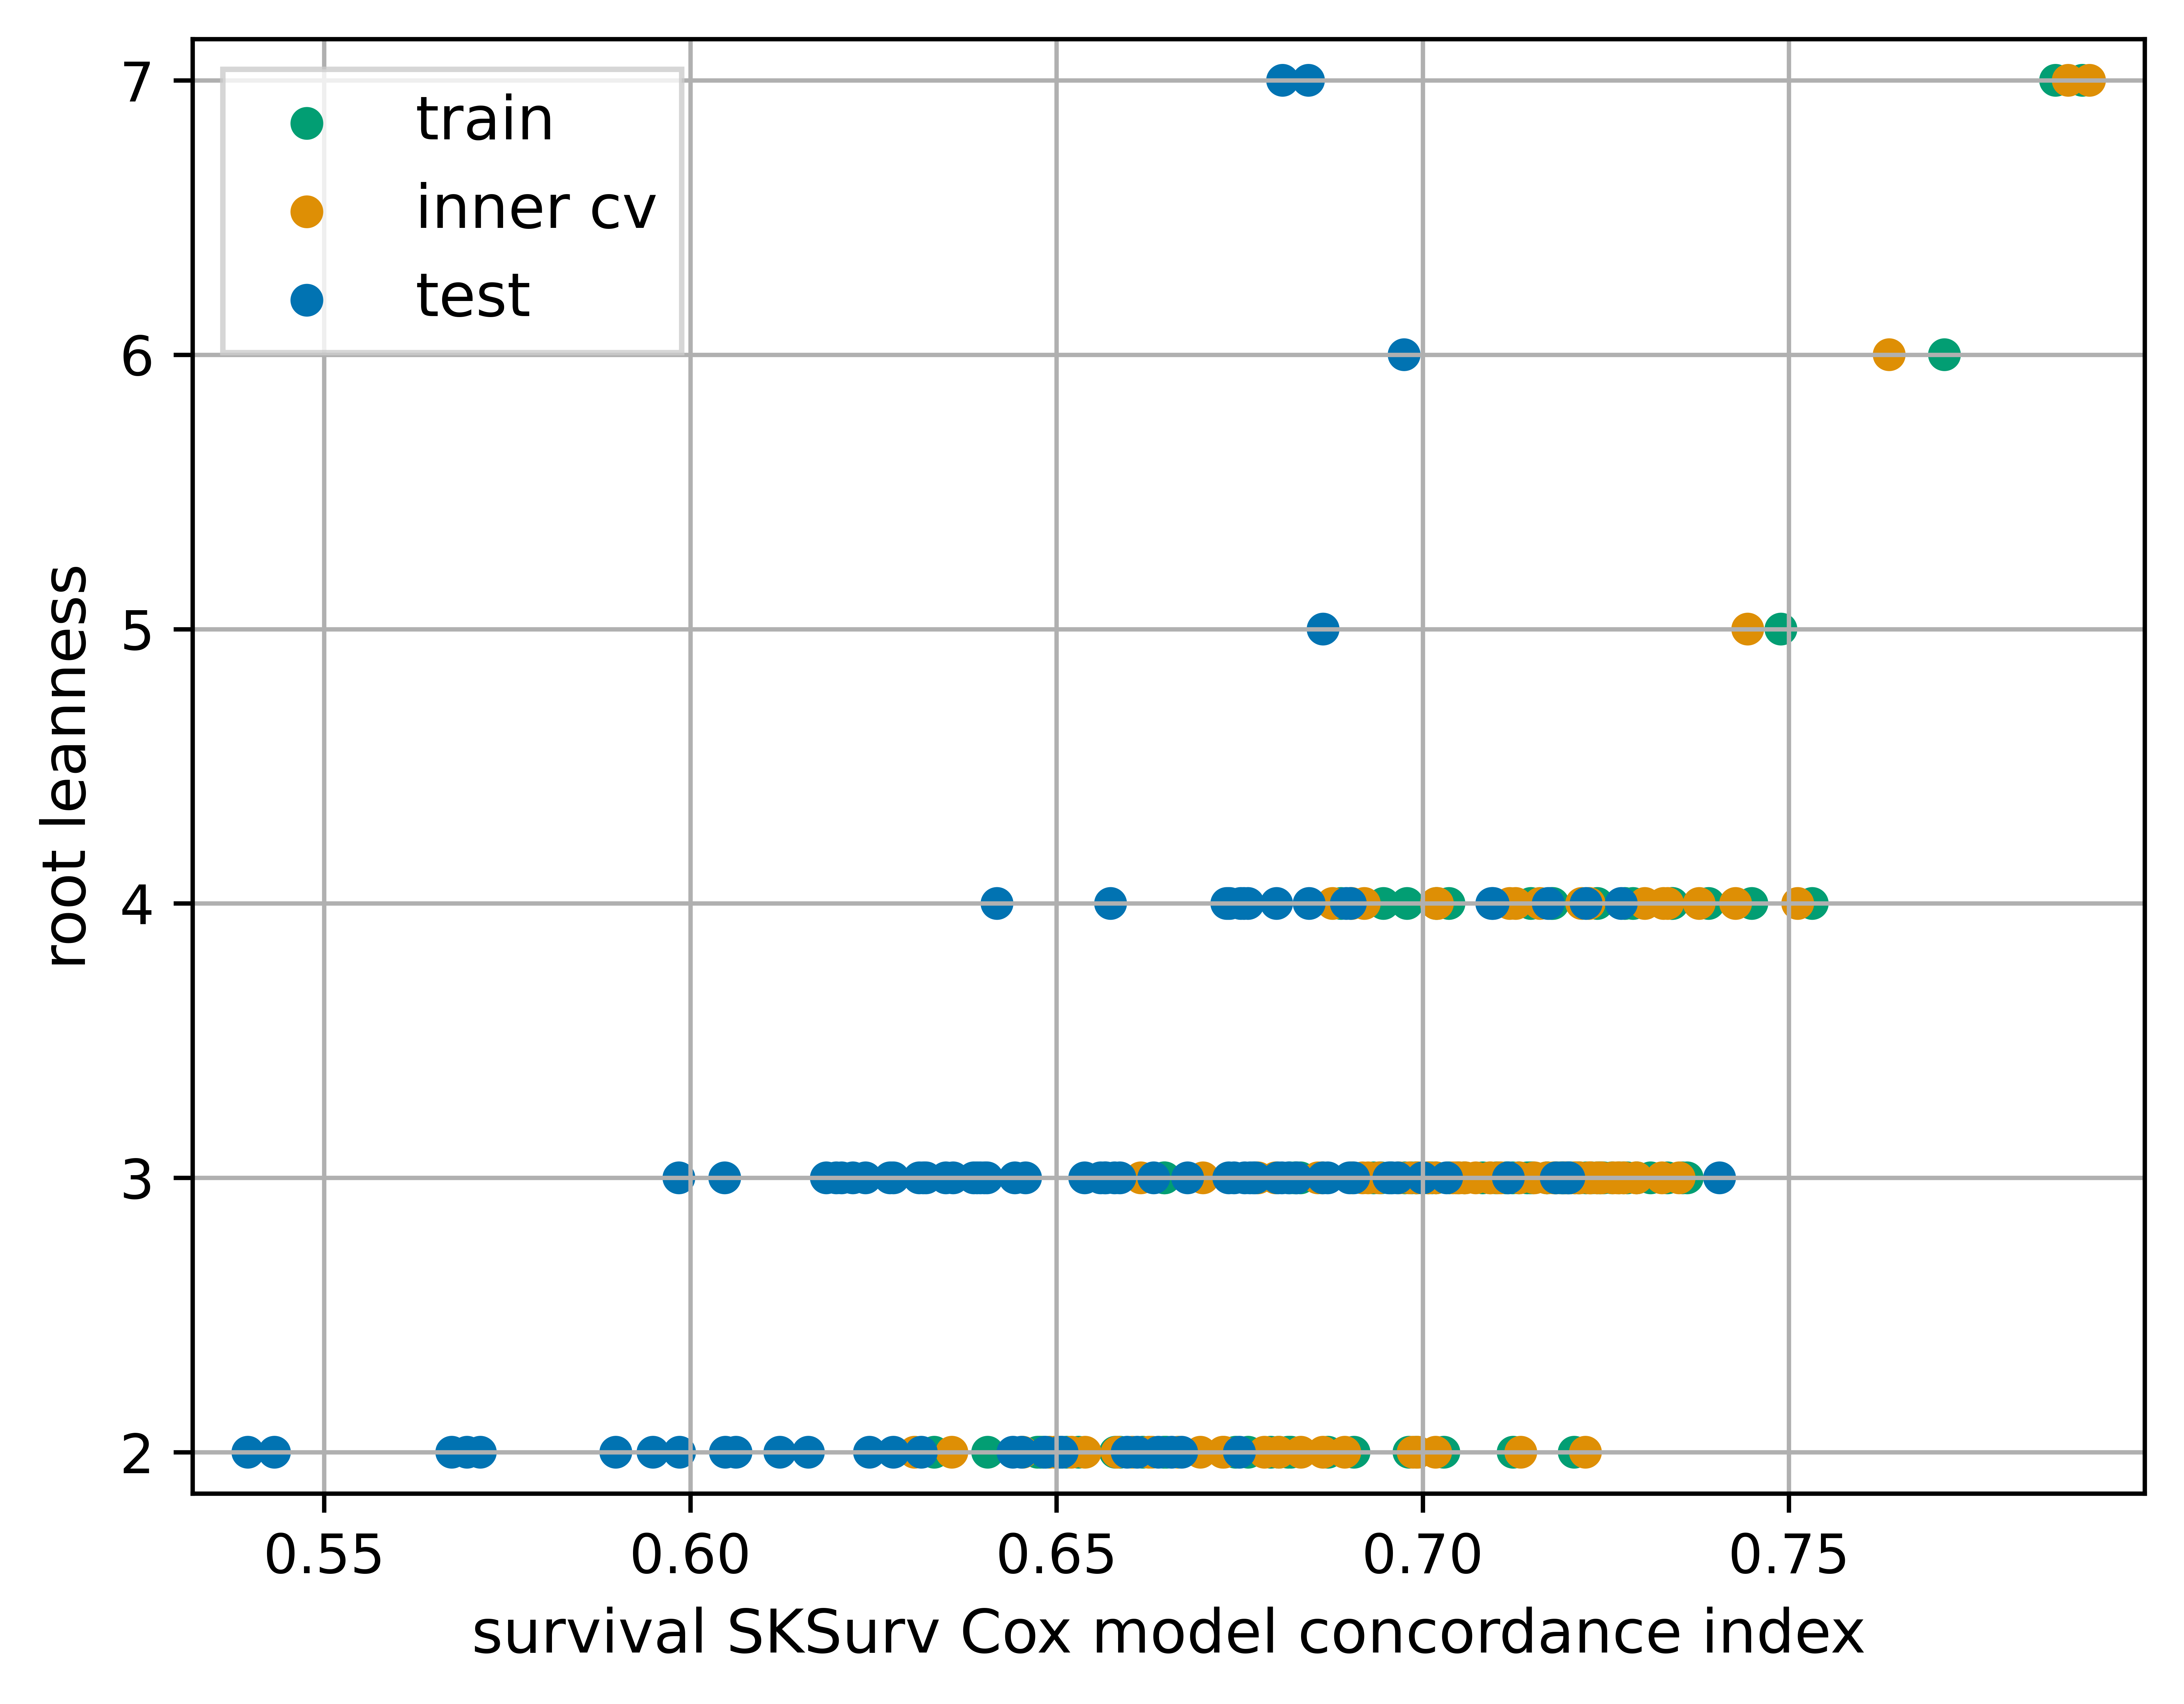 train
inner cv
test
7
6
5
4
3
2
root leanness
0.55 0.60 0.65 0.70 0.75
survival SKSurv Cox model concordance index